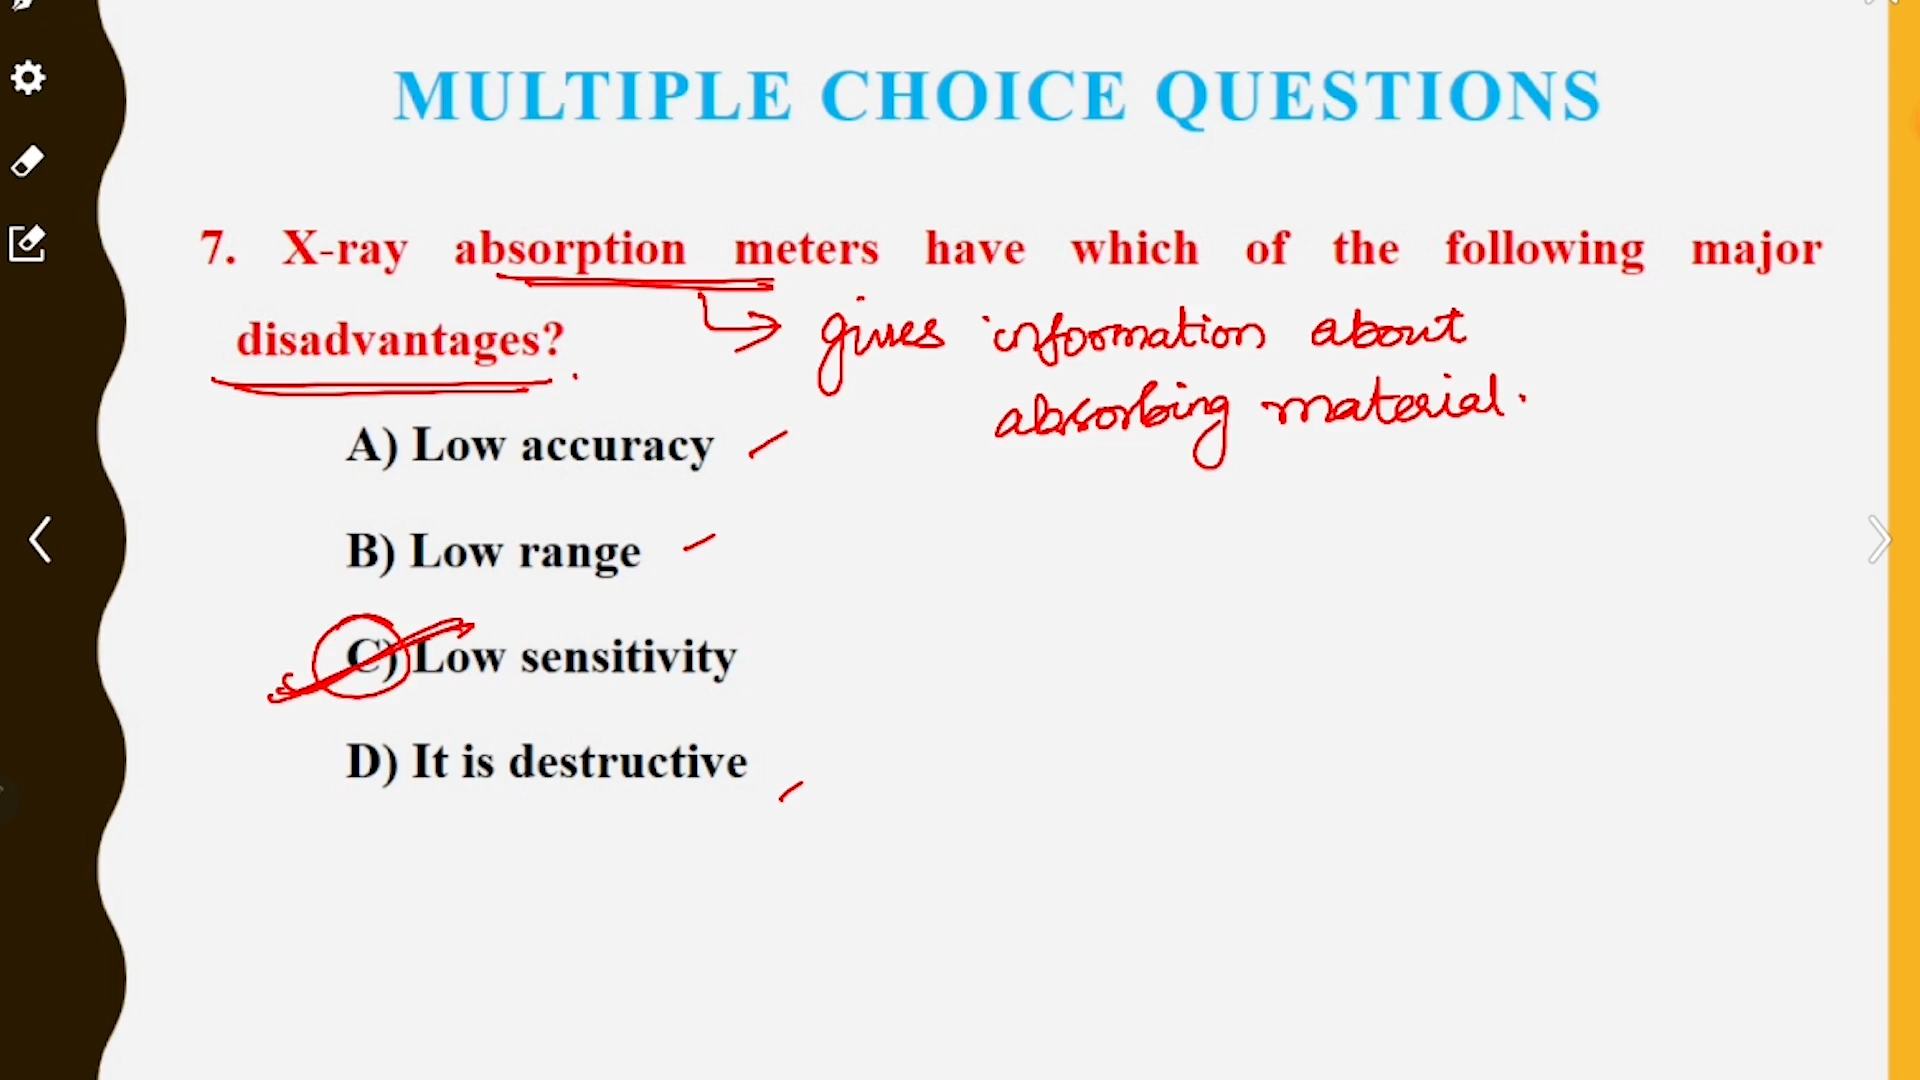 MULTIPLE CHOICE QUESTIONS
7. X-ray absorption meters have which of the following major
disadvantages?
gives information about
absorbing material.
A) Low accuracy
B) Low range
C) Low sensitivity
D) It is destructive